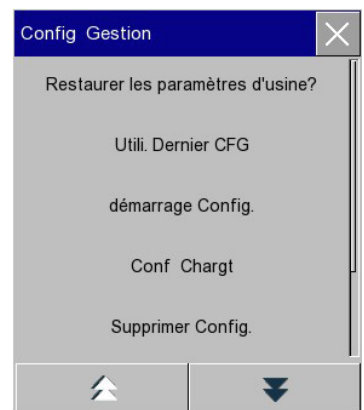 Config Gestion
Restaurer les paramètres d'usine?
Utili. Dernier CFG
démarrage Config.
Conf Chargt
Supprimer Config.